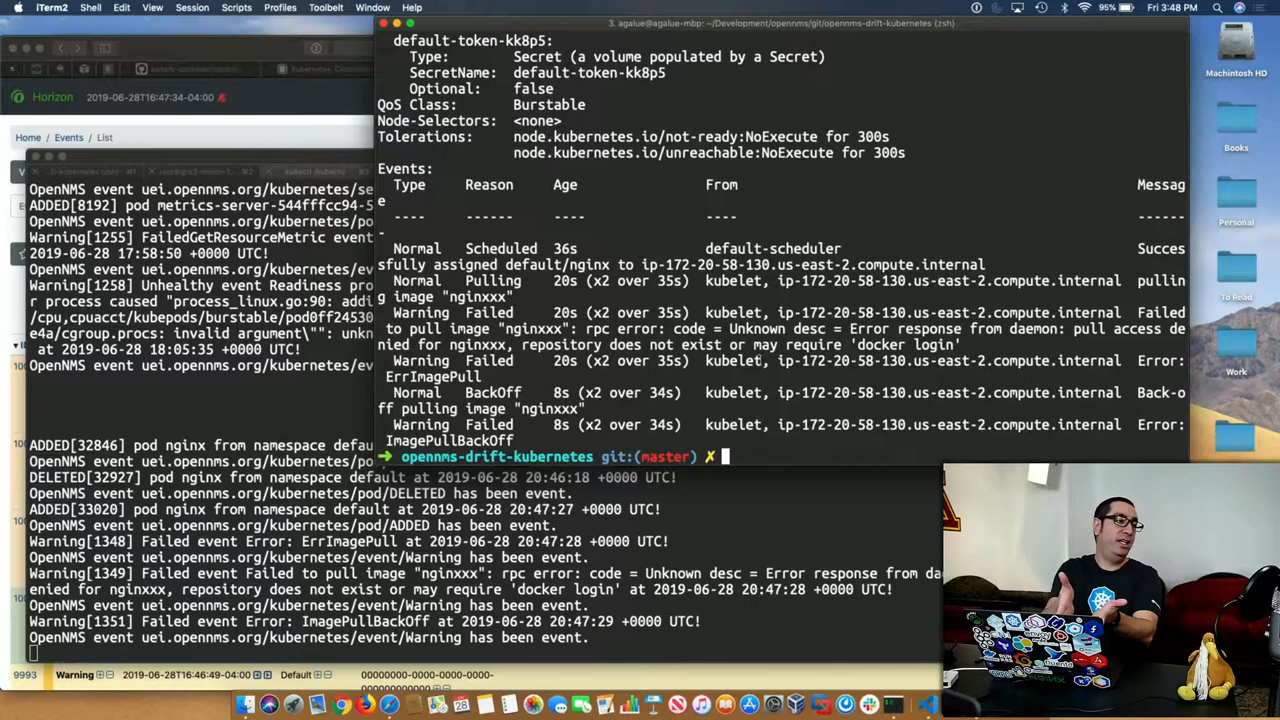 iTerm2 Shell Edit View Session Scripts Profiles Toolbelt Window Help
95% Fri 3:48 PM
3. agalue@agalue-mbp: ~/Development/opennms/git/opennms-drift-kubernetes (zsh)
default-token-kk8p5:
Type: Secret (a volume populated by a Secret)
SecretName: default-token-kk8p5
Optional: false
QoS Class: Burstable
Node-Selectors: <none>
Tolerations: node.kubernetes.io/not-ready:NoExecute for 300s
node.kubernetes.io/unreachable:NoExecute for 300s
Events:
Type Reason Age From Messag
e
---- ------ ---- ---- 
-
Normal Scheduled 36s default-scheduler Succes
sfully assigned default/nginx to ip-172-20-58-130.us-east-2.compute.internal
Normal Pulling 20s (x2 over 35s) kubelet, ip-172-20-58-130.us-east-2.compute.internal pullin
g image "nginxxx"
Warning Failed 20s (x2 over 35s) kubelet, ip-172-20-58-130.us-east-2.compute.internal Failed
to pull image "nginxxx": rpc error: code = Unknown desc = Error response from daemon: pull access de
nied for nginxxx, repository does not exist or may require 'docker login'
Warning Failed 20s (x2 over 35s) kubelet, ip-172-20-58-130.us-east-2.compute.internal Error:
ErrImagePull
Normal BackOff 8s (x2 over 34s) kubelet, ip-172-20-58-130.us-east-2.compute.internal Back-o
ff pulling image "nginxxx"
Warning Failed 8s (x2 over 34s) kubelet, ip-172-20-58-130.us-east-2.compute.internal Error:
ImagePullBackOff
➜ opennms-drift-kubernetes git:(master) ✗
Horizon 2019-06-28T16:47:34-04:00
Home / Events / List
OpenNMS event uei.opennms.org/kubernetes/se
ADDED[8192] pod metrics-server-544fffcc94-5
OpenNMS event uei.opennms.org/kubernetes/po
Warning[1255] FailedGetResourceMetric event
2019-06-28 17:58:50 +0000 UTC!
OpenNMS event uei.opennms.org/kubernetes/ev
Warning[1258] Unhealthy event Readiness pro
r process caused "process_linux.go:90: addi
/cpu,cpuacct/kubepods/burstable/pod0ff24530
e4a/cgroup.procs: invalid argument\"": unkn
at 2019-06-28 18:05:35 +0000 UTC!
OpenNMS event uei.opennms.org/kubernetes/ev
ADDED[32846] pod nginx from namespace defau
OpenNMS event uei.opennms.org/kubernetes/po
DELETED[32927] pod nginx from namespace default at 2019-06-28 20:46:18 +0000 UTC!
OpenNMS event uei.opennms.org/kubernetes/pod/DELETED has been event.
ADDED[33020] pod nginx from namespace default at 2019-06-28 20:47:27 +0000 UTC!
OpenNMS event uei.opennms.org/kubernetes/pod/ADDED has been event.
Warning[1348] Failed event Error: ErrImagePull at 2019-06-28 20:47:28 +0000 UTC!
OpenNMS event uei.opennms.org/kubernetes/event/Warning has been event.
Warning[1349] Failed event Failed to pull image "nginxxx": rpc error: code = Unknown desc = Error response from da
enied for nginxxx, repository does not exist or may require 'docker login' at 2019-06-28 20:47:28 +0000 UTC!
OpenNMS event uei.opennms.org/kubernetes/event/Warning has been event.
Warning[1351] Failed event Error: ImagePullBackOff at 2019-06-28 20:47:29 +0000 UTC!
OpenNMS event uei.opennms.org/kubernetes/event/Warning has been event.
9993 Warning 2019-06-28T16:46:49-04:00 Default 00000000-0000-0000-0000-
Machintosh HD
Books
Personal
To Read
Work